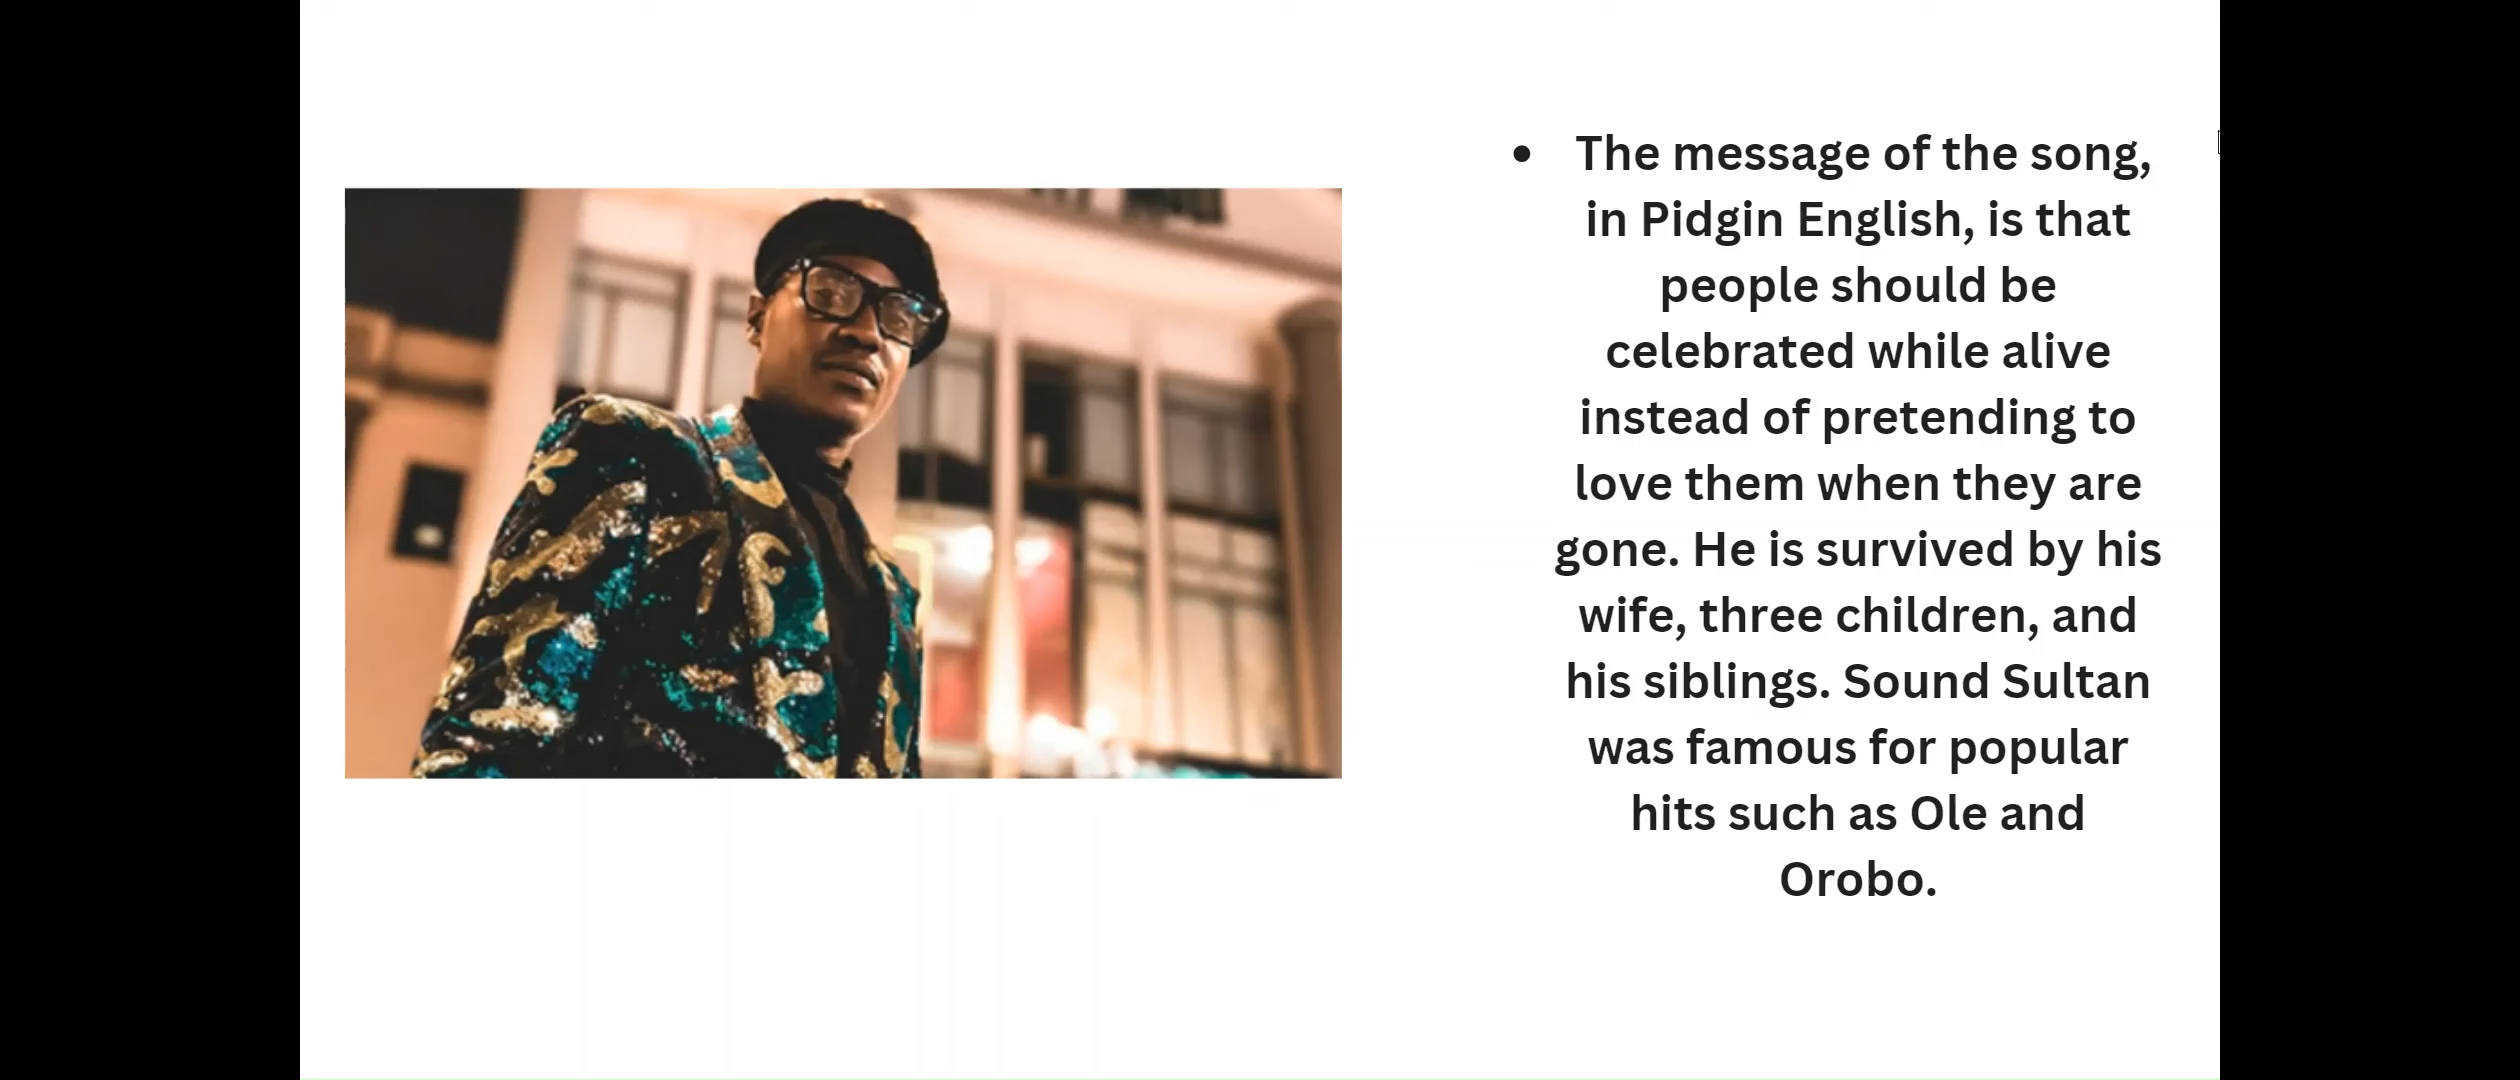 • The message of the song,
in Pidgin English, is that
people should be
celebrated while alive
instead of pretending to
love them when they are
gone. He is survived by his
wife, three children, and
his siblings. Sound Sultan
was famous for popular
hits such as Ole and
Orobo.